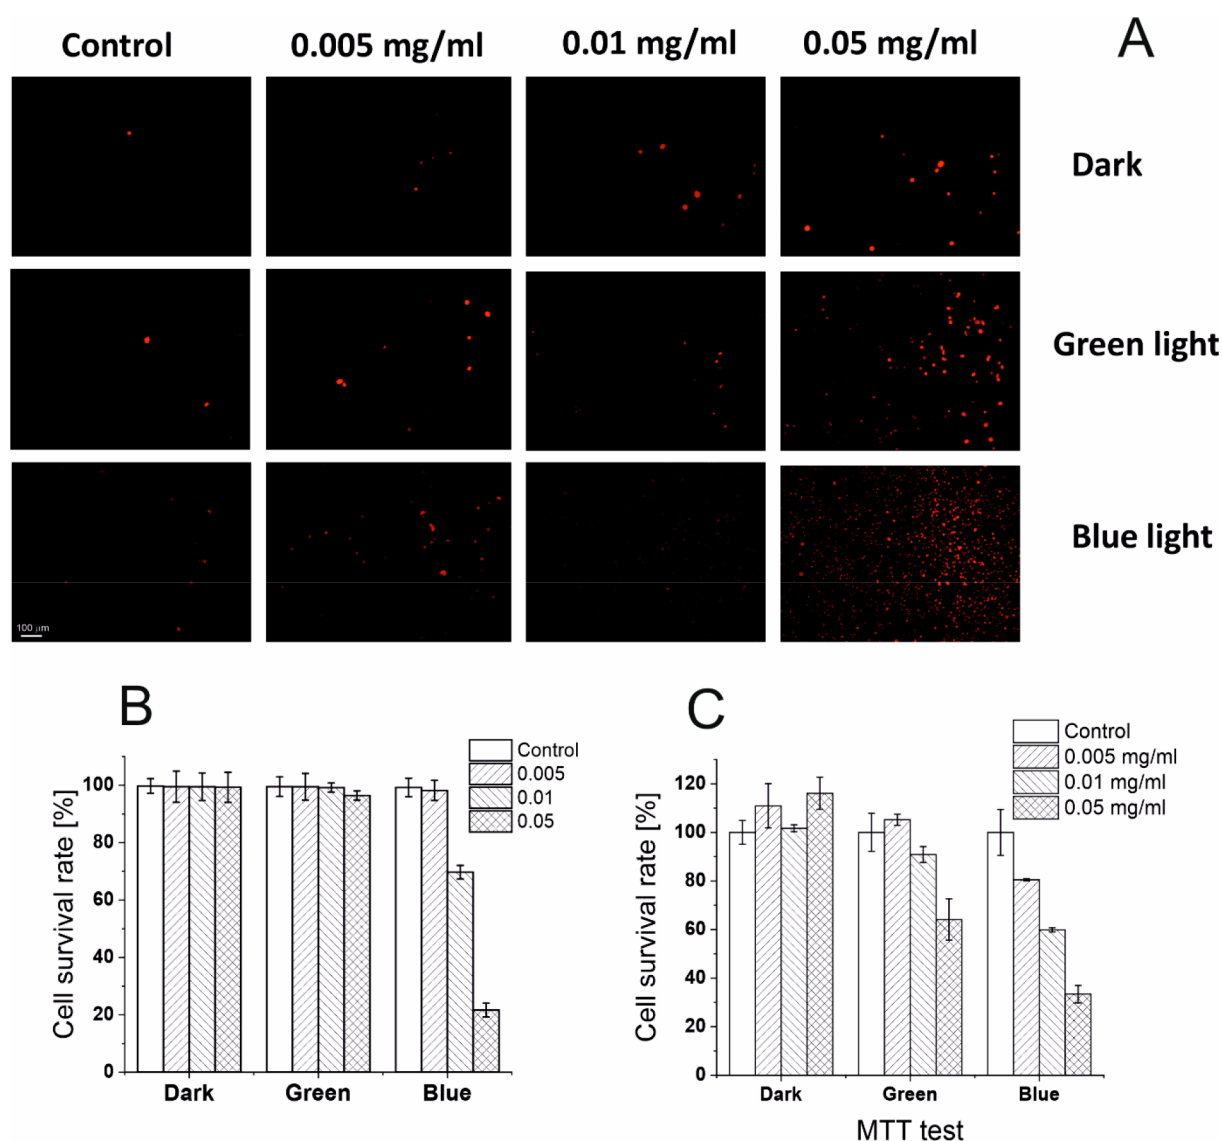 A
Control 0.005 mg/ml 0.01 mg/ml 0.05 mg/ml
Dark
Green light
Blue light
100 µm
B
Control
0.005
0.01
0.05
Cell survival rate [%]
100
80
60
40
20
0
Dark Green Blue
C
Control
0.005 mg/ml
0.01 mg/ml
0.05 mg/ml
Cell survival rate [%]
120
100
80
60
40
20
0
Dark Green Blue
MTT test